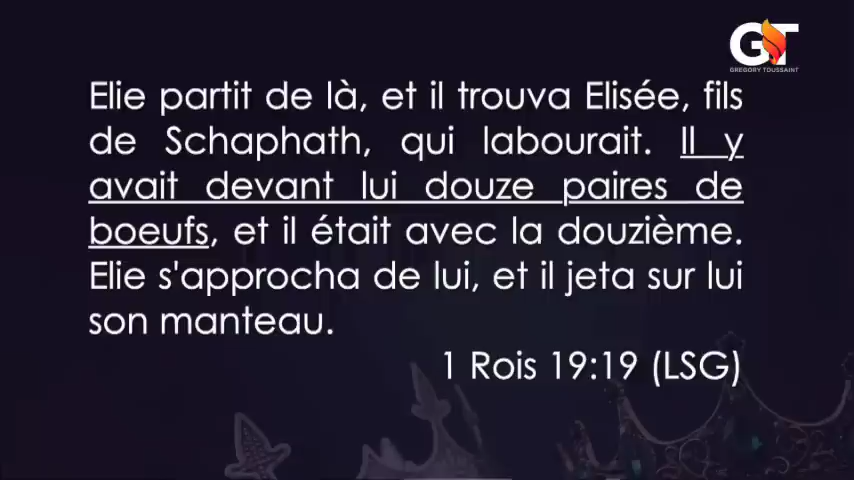 GT
GREGORY TOUSSAINT
Elie partit de là, et il trouva Elisée, fils
de Schaphath, qui labourait. Il y
avait devant lui douze paires de
boeufs, et il était avec la douzième.
Elie s'approcha de lui, et il jeta sur lui
son manteau.
1 Rois 19:19 (LSG)